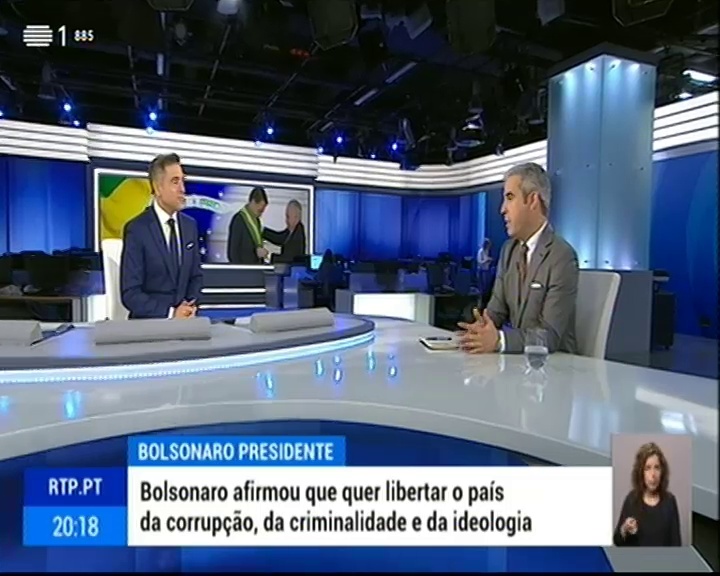 1 885
BOLSONARO PRESIDENTE
RTP.PT
20:18
Bolsonaro afirmou que quer libertar o país
da corrupção, da criminalidade e da ideologia